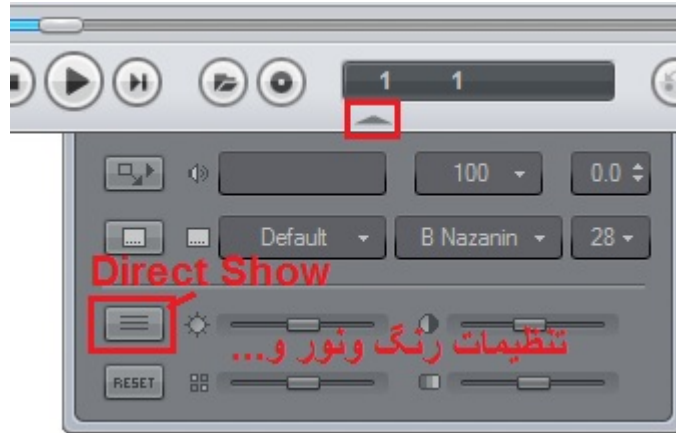 1 1
100 0.0
Default B Nazanin 28
Direct Show
تنظیمات رنگ ونور و...
RESET